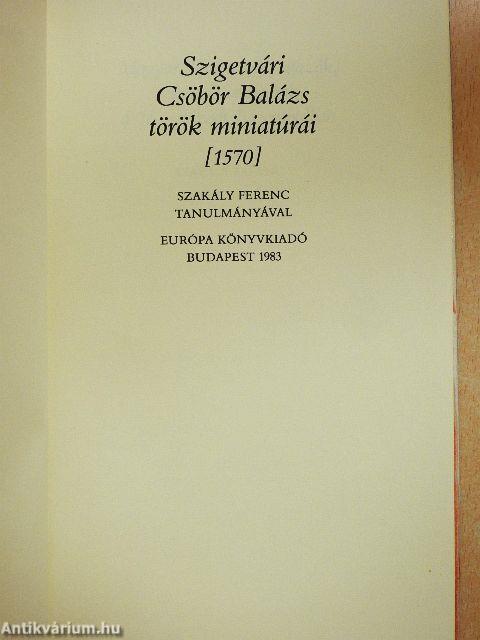 Szigetvári
Csöbör Balázs
török miniatúrái
[1570]
SZAKÁLY FERENC
TANULMÁNYÁVAL
EURÓPA KÖNYVKIADÓ
BUDAPEST 1983
Antikvárium.hu